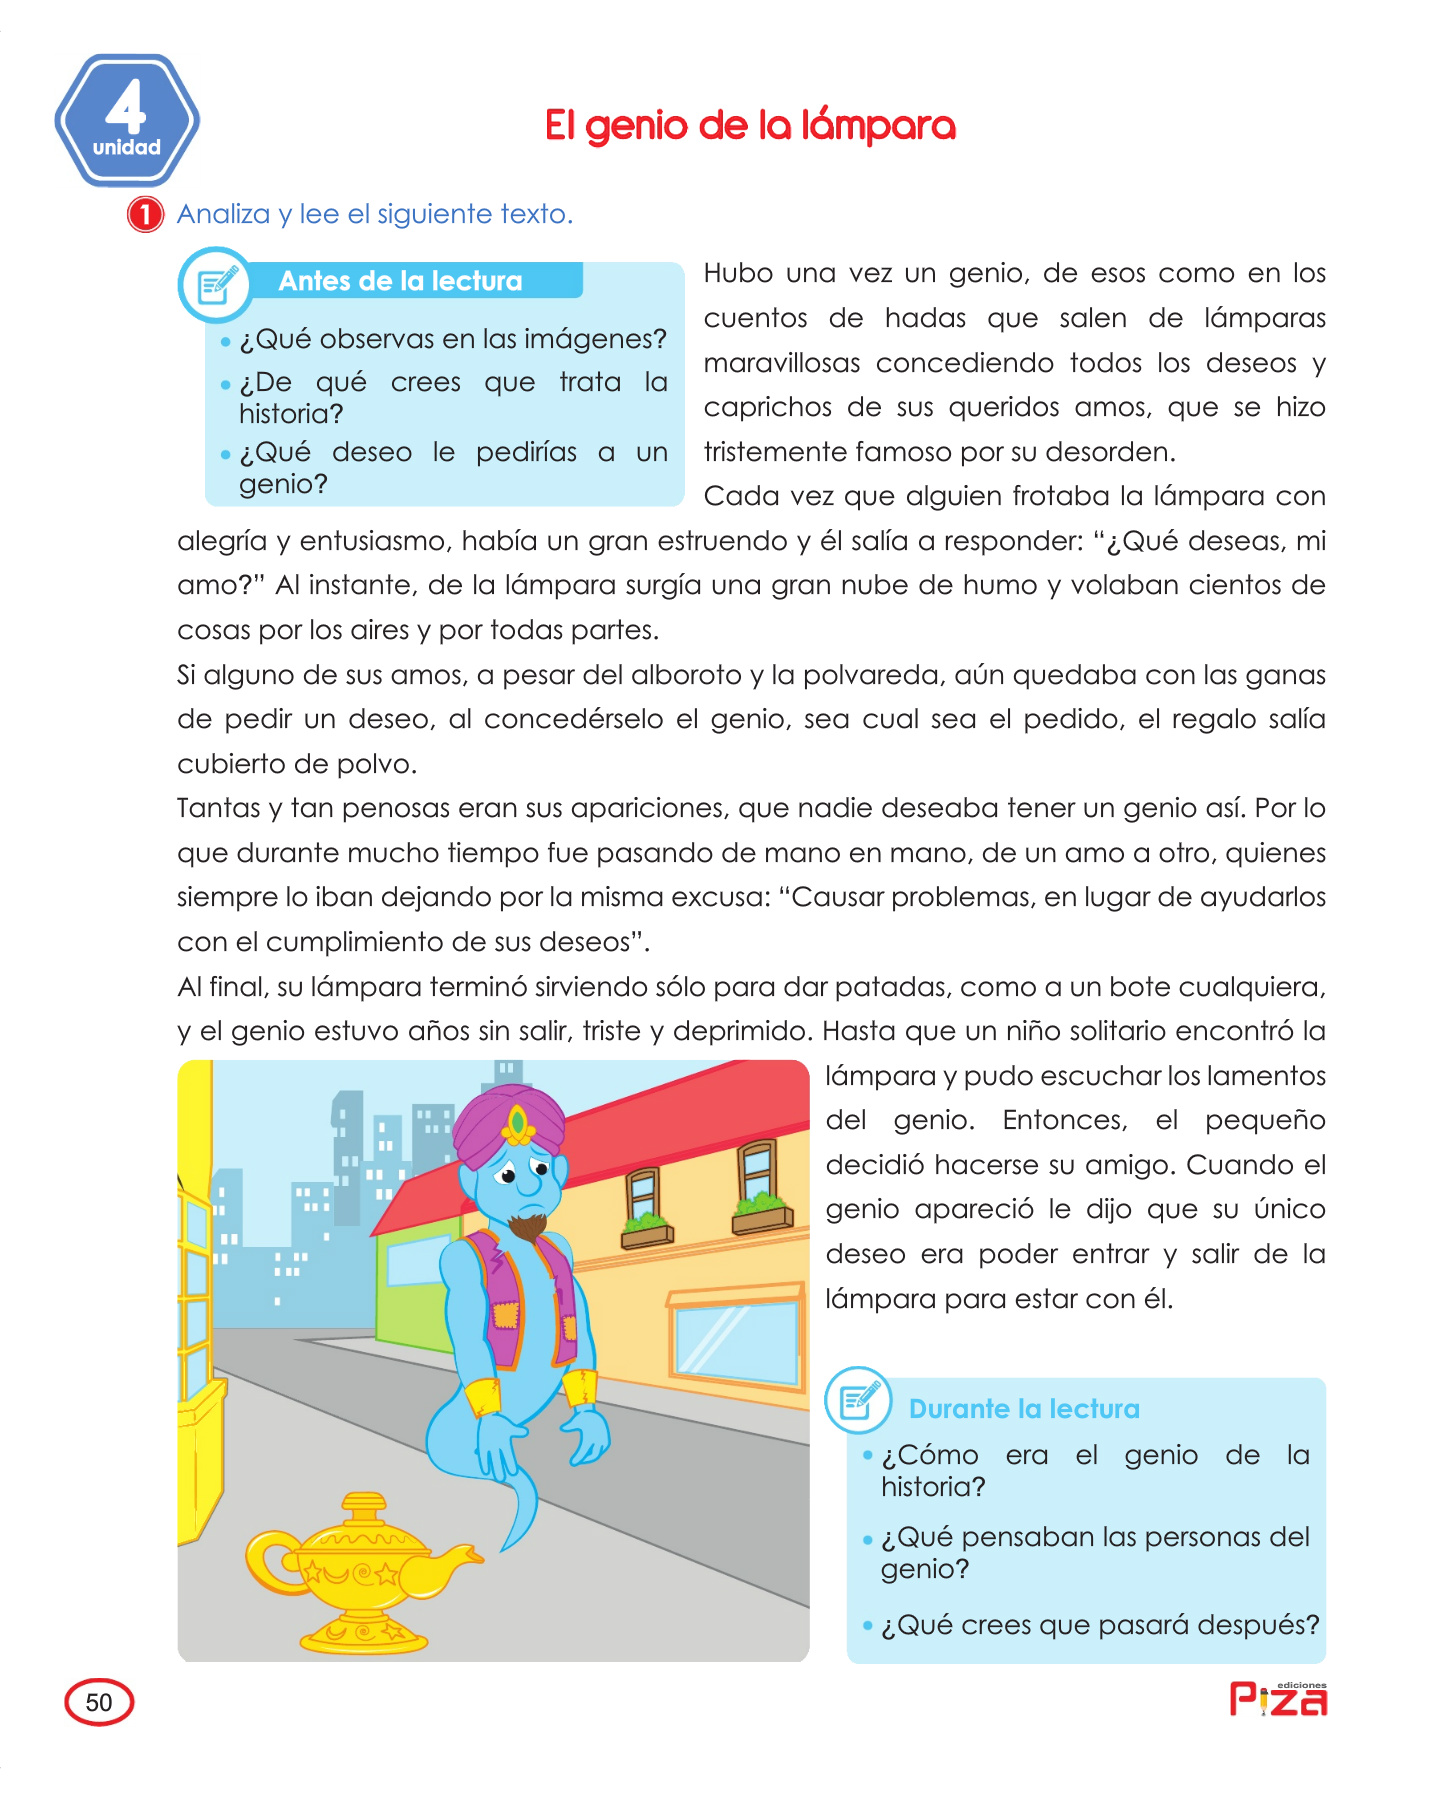 4
unidad
El genio de la lámpara
1 Analiza y lee el siguiente texto.
Antes de la lectura
• ¿Qué observas en las imágenes?
• ¿De qué crees que trata la
historia?
• ¿Qué deseo le pedirías a un
genio?
Hubo una vez un genio, de esos como en los
cuentos de hadas que salen de lámparas
maravillosas concediendo todos los deseos y
caprichos de sus queridos amos, que se hizo
tristemente famoso por su desorden.
Cada vez que alguien frotaba la lámpara con
alegría y entusiasmo, había un gran estruendo y él salía a responder: “¿Qué deseas, mi
amo?” Al instante, de la lámpara surgía una gran nube de humo y volaban cientos de
cosas por los aires y por todas partes.
Si alguno de sus amos, a pesar del alboroto y la polvareda, aún quedaba con las ganas
de pedir un deseo, al concedérselo el genio, sea cual sea el pedido, el regalo salía
cubierto de polvo.
Tantas y tan penosas eran sus apariciones, que nadie deseaba tener un genio así. Por lo
que durante mucho tiempo fue pasando de mano en mano, de un amo a otro, quienes
siempre lo iban dejando por la misma excusa: “Causar problemas, en lugar de ayudarlos
con el cumplimiento de sus deseos”.
Al final, su lámpara terminó sirviendo sólo para dar patadas, como a un bote cualquiera,
y el genio estuvo años sin salir, triste y deprimido. Hasta que un niño solitario encontró la
lámpara y pudo escuchar los lamentos
del genio. Entonces, el pequeño
decidió hacerse su amigo. Cuando el
genio apareció le dijo que su único
deseo era poder entrar y salir de la
lámpara para estar con él.
Durante la lectura
• ¿Cómo era el genio de la
historia?
• ¿Qué pensaban las personas del
genio?
• ¿Qué crees que pasará después?
50
ediciones
Piza